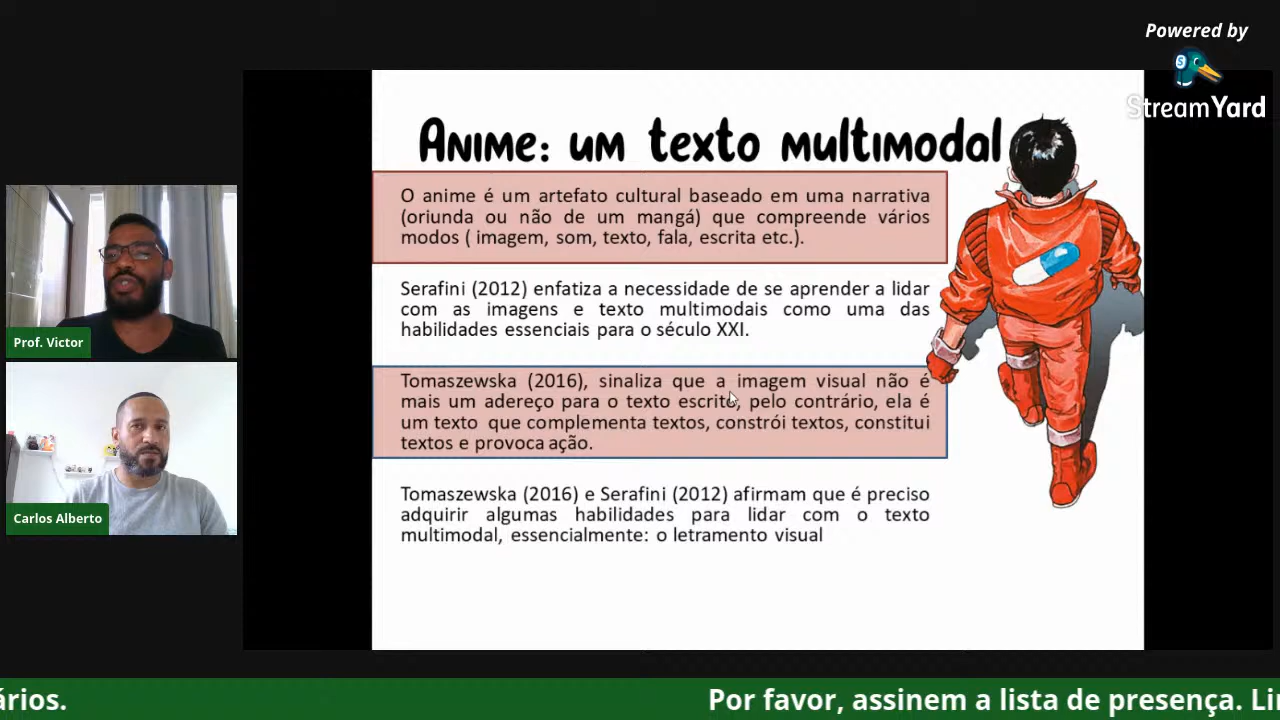 Powered by
StreamYard
Anime: um texto multimodal
O anime é um artefato cultural baseado em uma narrativa
(oriunda ou não de um mangá) que compreende vários
modos ( imagem, som, texto, fala, escrita etc.).
Serafini (2012) enfatiza a necessidade de se aprender a lidar
com as imagens e texto multimodais como uma das
habilidades essenciais para o século XXI.
Tomaszewska (2016), sinaliza que a imagem visual não é
mais um adereço para o texto escrito, pelo contrário, ela é
um texto que complementa textos, constrói textos, constitui
textos e provoca ação.
Tomaszewska (2016) e Serafini (2012) afirmam que é preciso
adquirir algumas habilidades para lidar com o texto
multimodal, essencialmente: o letramento visual
Prof. Victor
Carlos Alberto
ários.
Por favor, assinem a lista de presença. Li